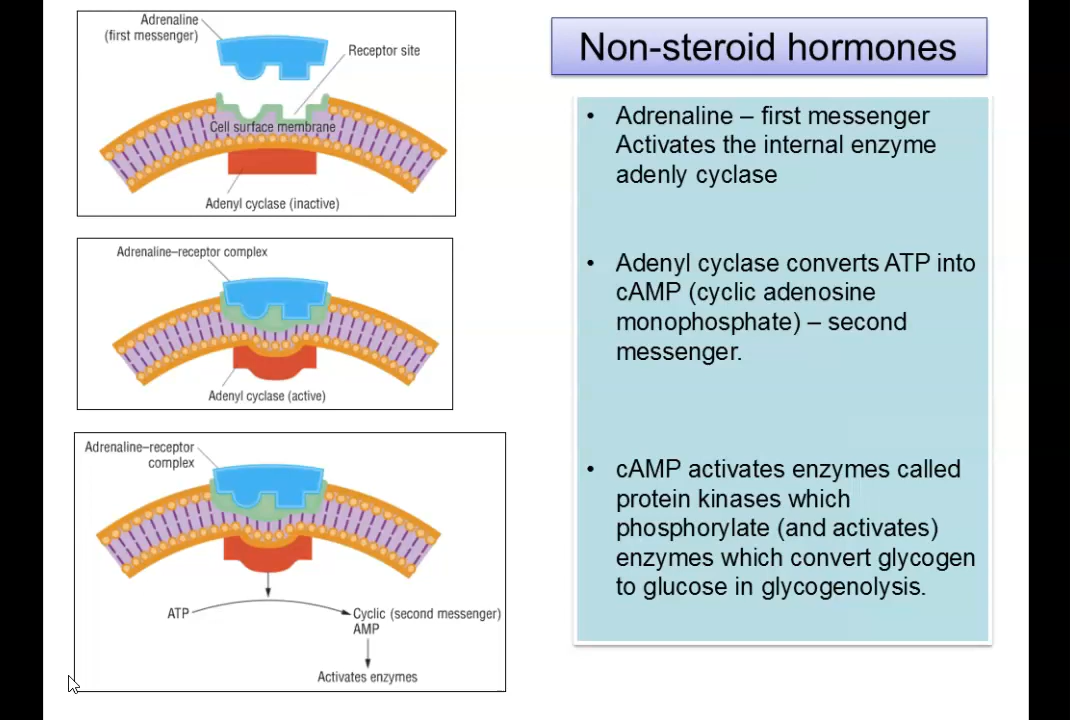 Adrenaline
(first messenger)
Receptor site
Cell surface membrane
Adenyl cyclase (inactive)
Adrenaline–receptor complex
Adenyl cyclase (active)
Adrenaline–receptor
complex
ATP
Cyclic (second messenger)
AMP
Activates enzymes
Non-steroid hormones
• Adrenaline – first messenger
Activates the internal enzyme
adenly cyclase
• Adenyl cyclase converts ATP into
cAMP (cyclic adenosine
monophosphate) – second
messenger.
• cAMP activates enzymes called
protein kinases which
phosphorylate (and activates)
enzymes which convert glycogen
to glucose in glycogenolysis.